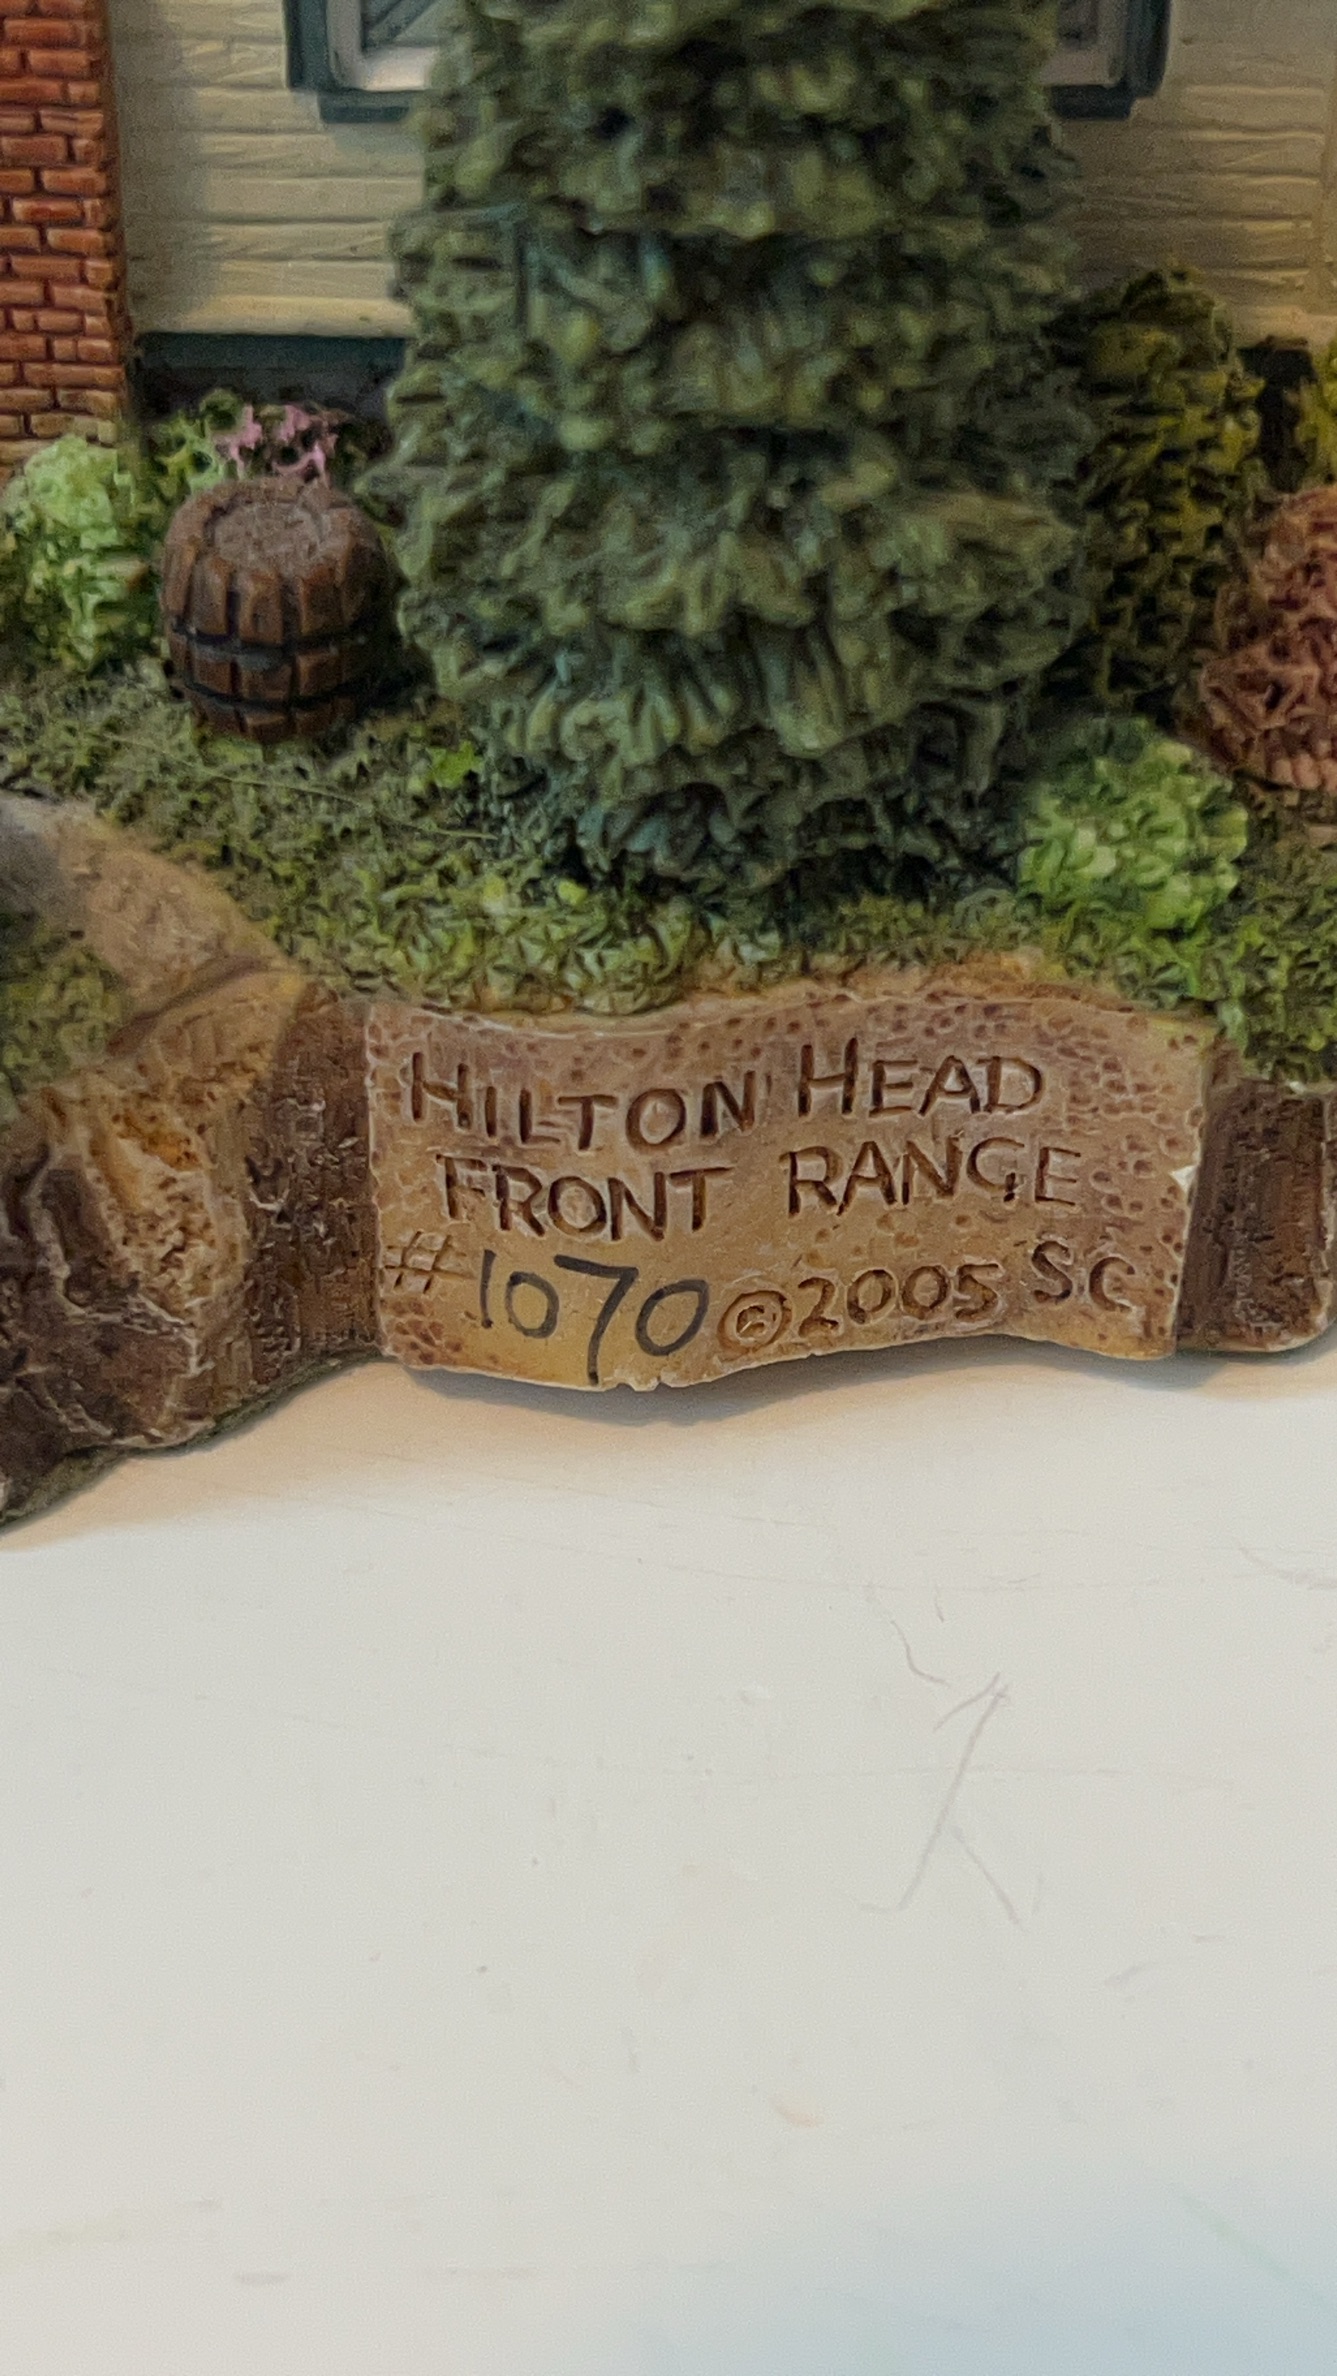 HILTON HEAD
FRONT RANGE
#1070 ©2005 SC